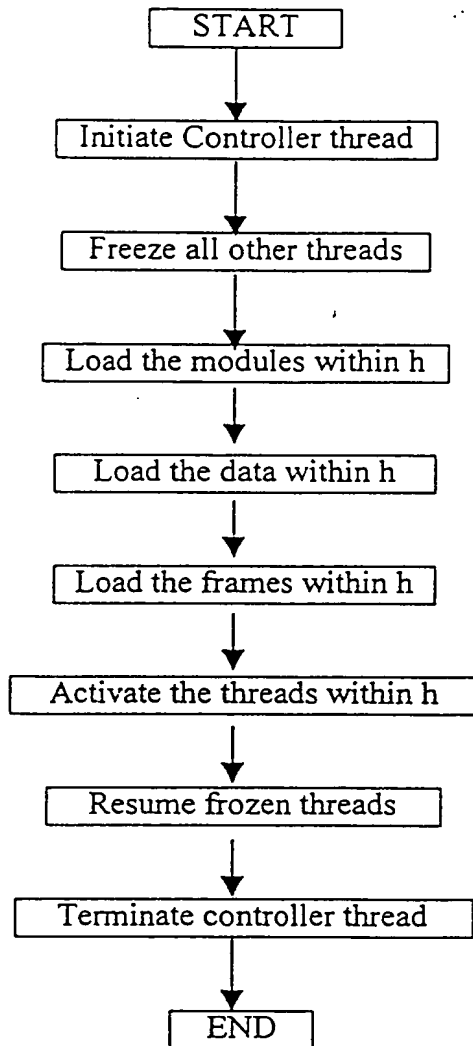 START
Initiate Controller thread
Freeze all other threads
Load the modules within h
Load the data within h
Load the frames within h
Activate the threads within h
Resume frozen threads
Terminate controller thread
END